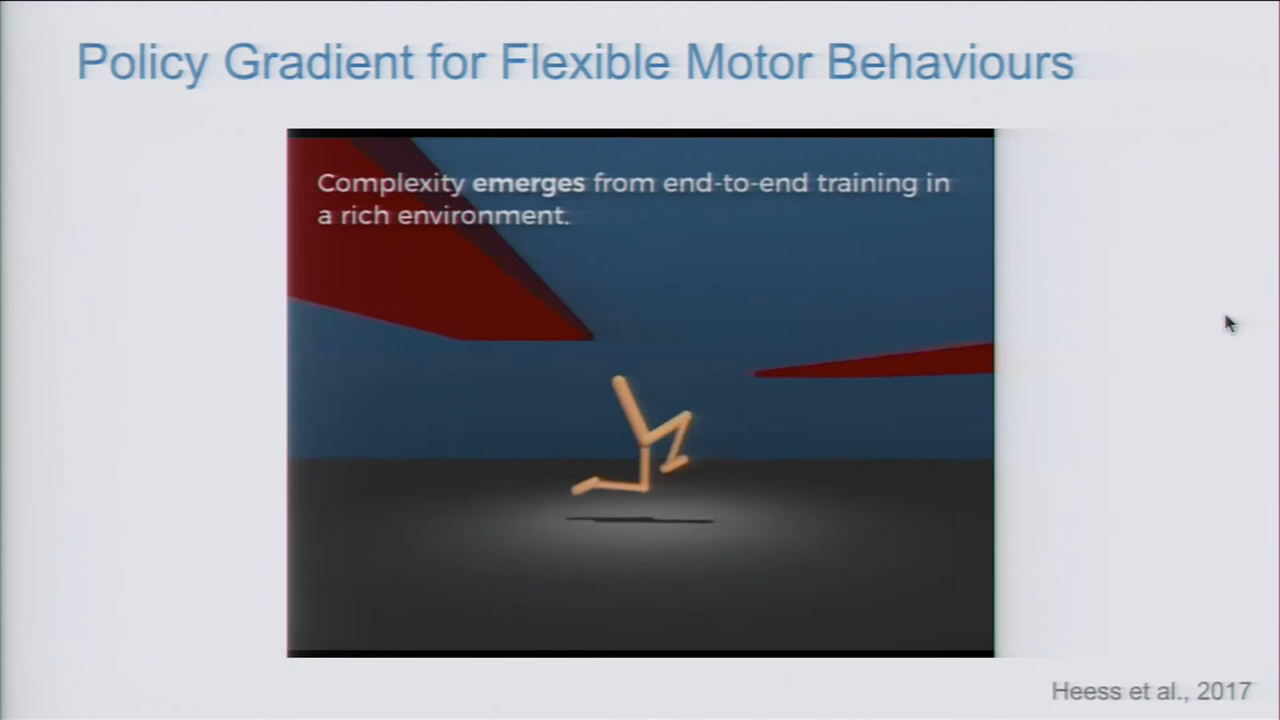 Policy Gradient for Flexible Motor Behaviours
Complexity emerges from end-to-end training in
a rich environment.
Heess et al., 2017